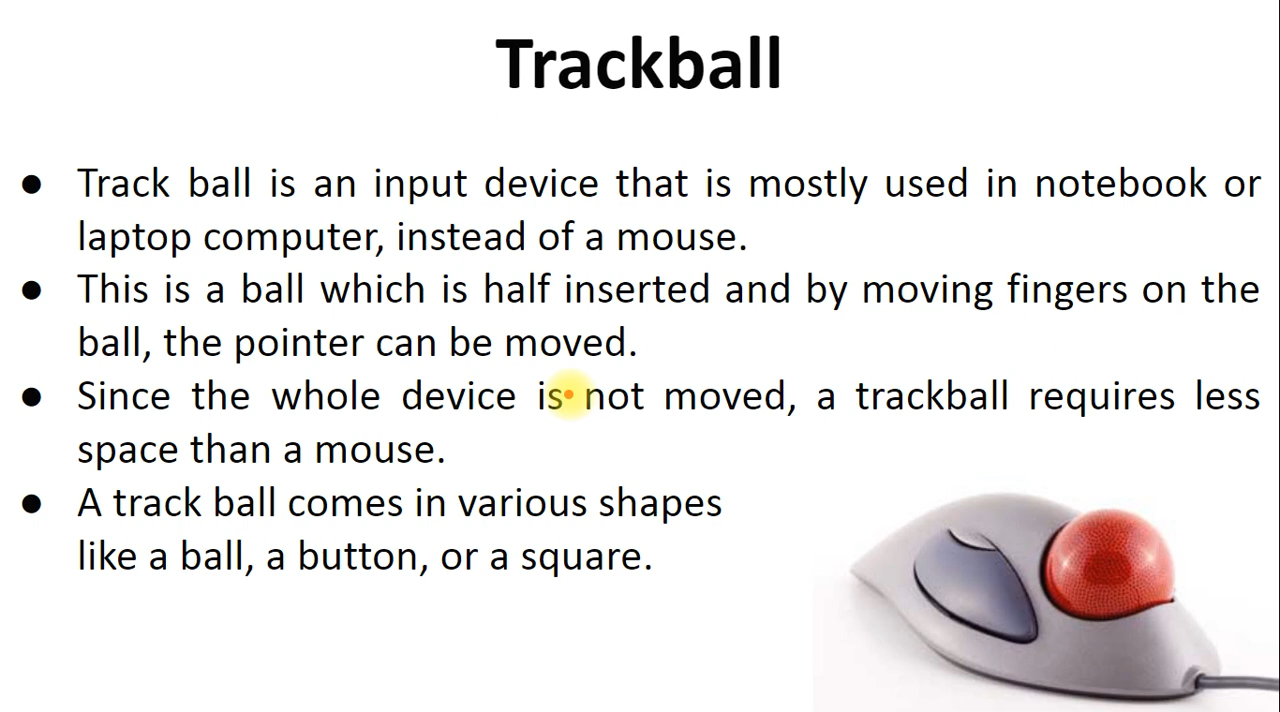 Trackball
● Track ball is an input device that is mostly used in notebook or
laptop computer, instead of a mouse.
● This is a ball which is half inserted and by moving fingers on the
ball, the pointer can be moved.
● Since the whole device is not moved, a trackball requires less
space than a mouse.
● A track ball comes in various shapes
like a ball, a button, or a square.